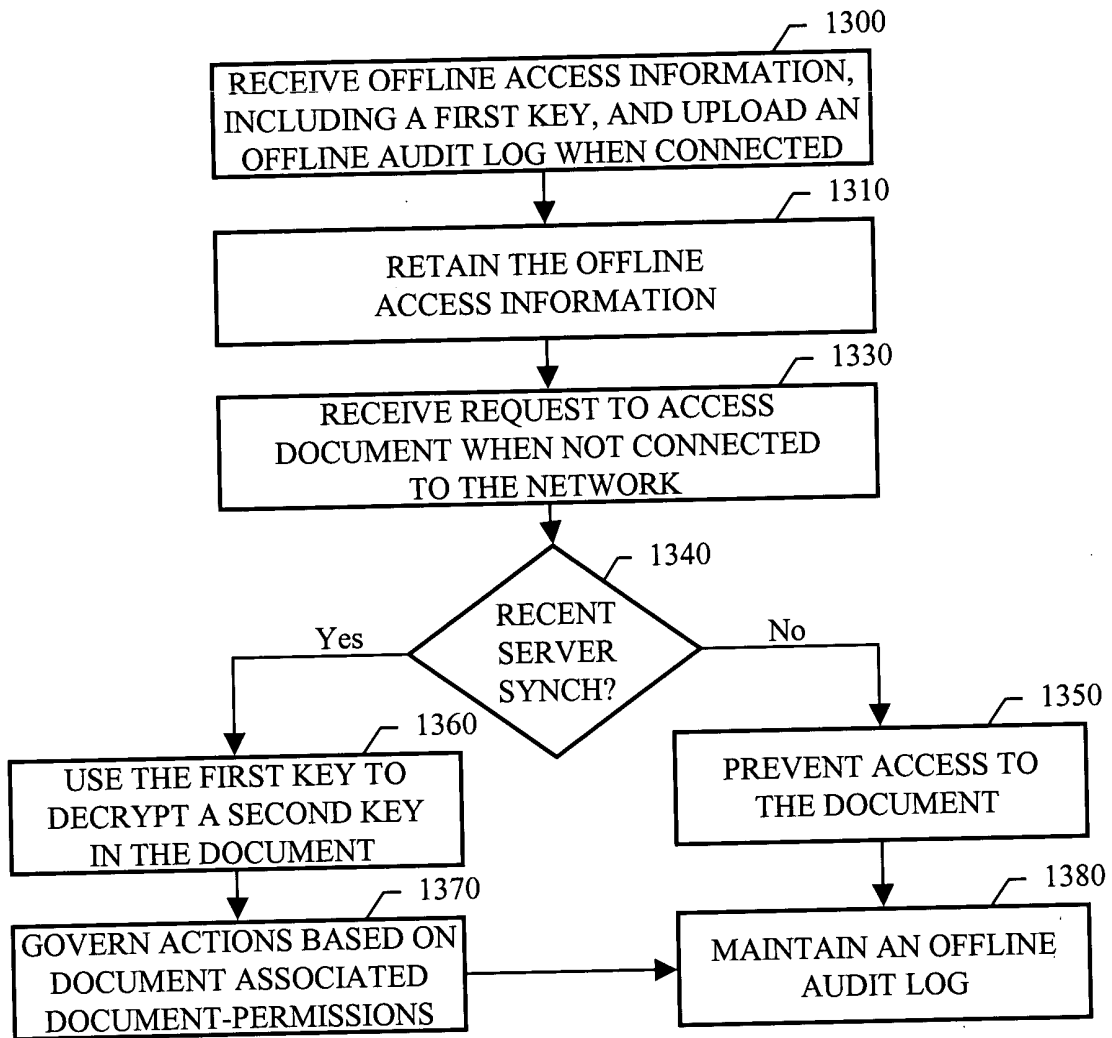 1300
RECEIVE OFFLINE ACCESS INFORMATION,
INCLUDING A FIRST KEY, AND UPLOAD AN
OFFLINE AUDIT LOG WHEN CONNECTED
1310
RETAIN THE OFFLINE
ACCESS INFORMATION
1330
RECEIVE REQUEST TO ACCESS
DOCUMENT WHEN NOT CONNECTED
TO THE NETWORK
1340
RECENT
SERVER
SYNCH?
Yes
No
1360
USE THE FIRST KEY TO
DECRYPT A SECOND KEY
IN THE DOCUMENT
1350
PREVENT ACCESS TO
THE DOCUMENT
1370
GOVERN ACTIONS BASED ON
DOCUMENT ASSOCIATED
DOCUMENT-PERMISSIONS
1380
MAINTAIN AN OFFLINE
AUDIT LOG